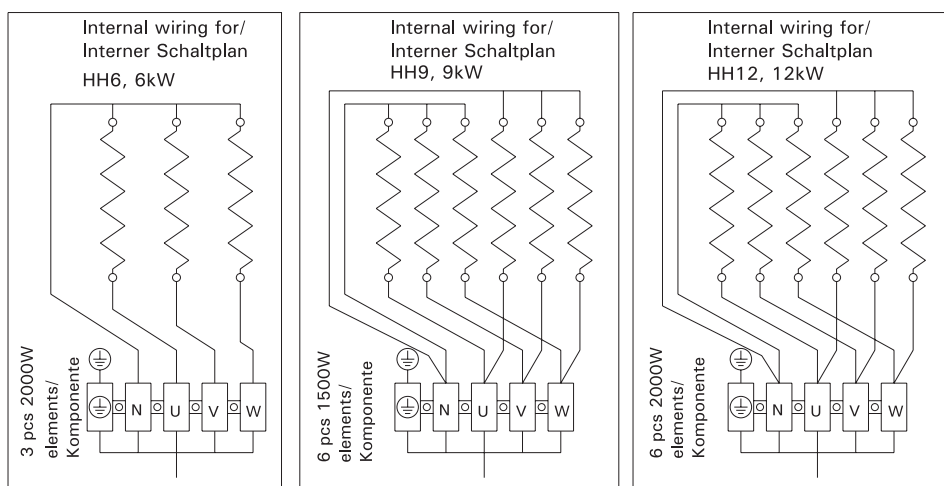 Internal wiring for/
Interner Schaltplan
HH6, 6kW
3 pcs 2000W
elements/
Komponente
N U V W
Internal wiring for/
Interner Schaltplan
HH9, 9kW
6 pcs 1500W
elements/
Komponente
N U V W
Internal wiring for/
Interner Schaltplan
HH12, 12kW
6 pcs 2000W
elements/
Komponente
N U V W